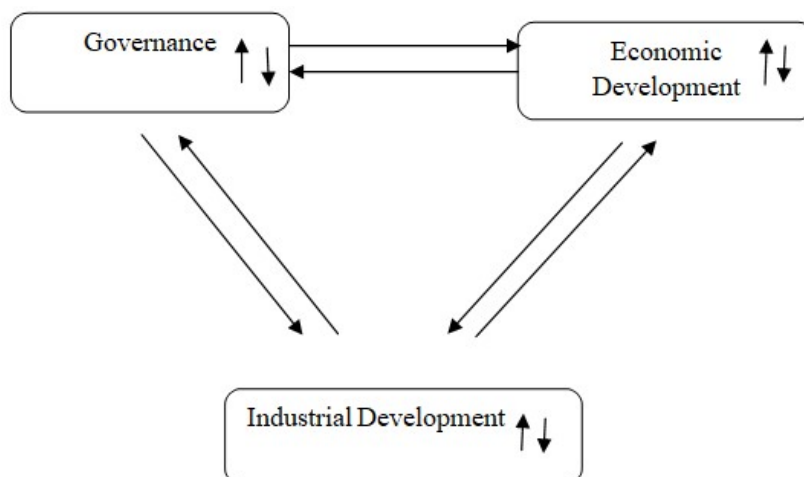 Governance
Economic
Development
Industrial Development